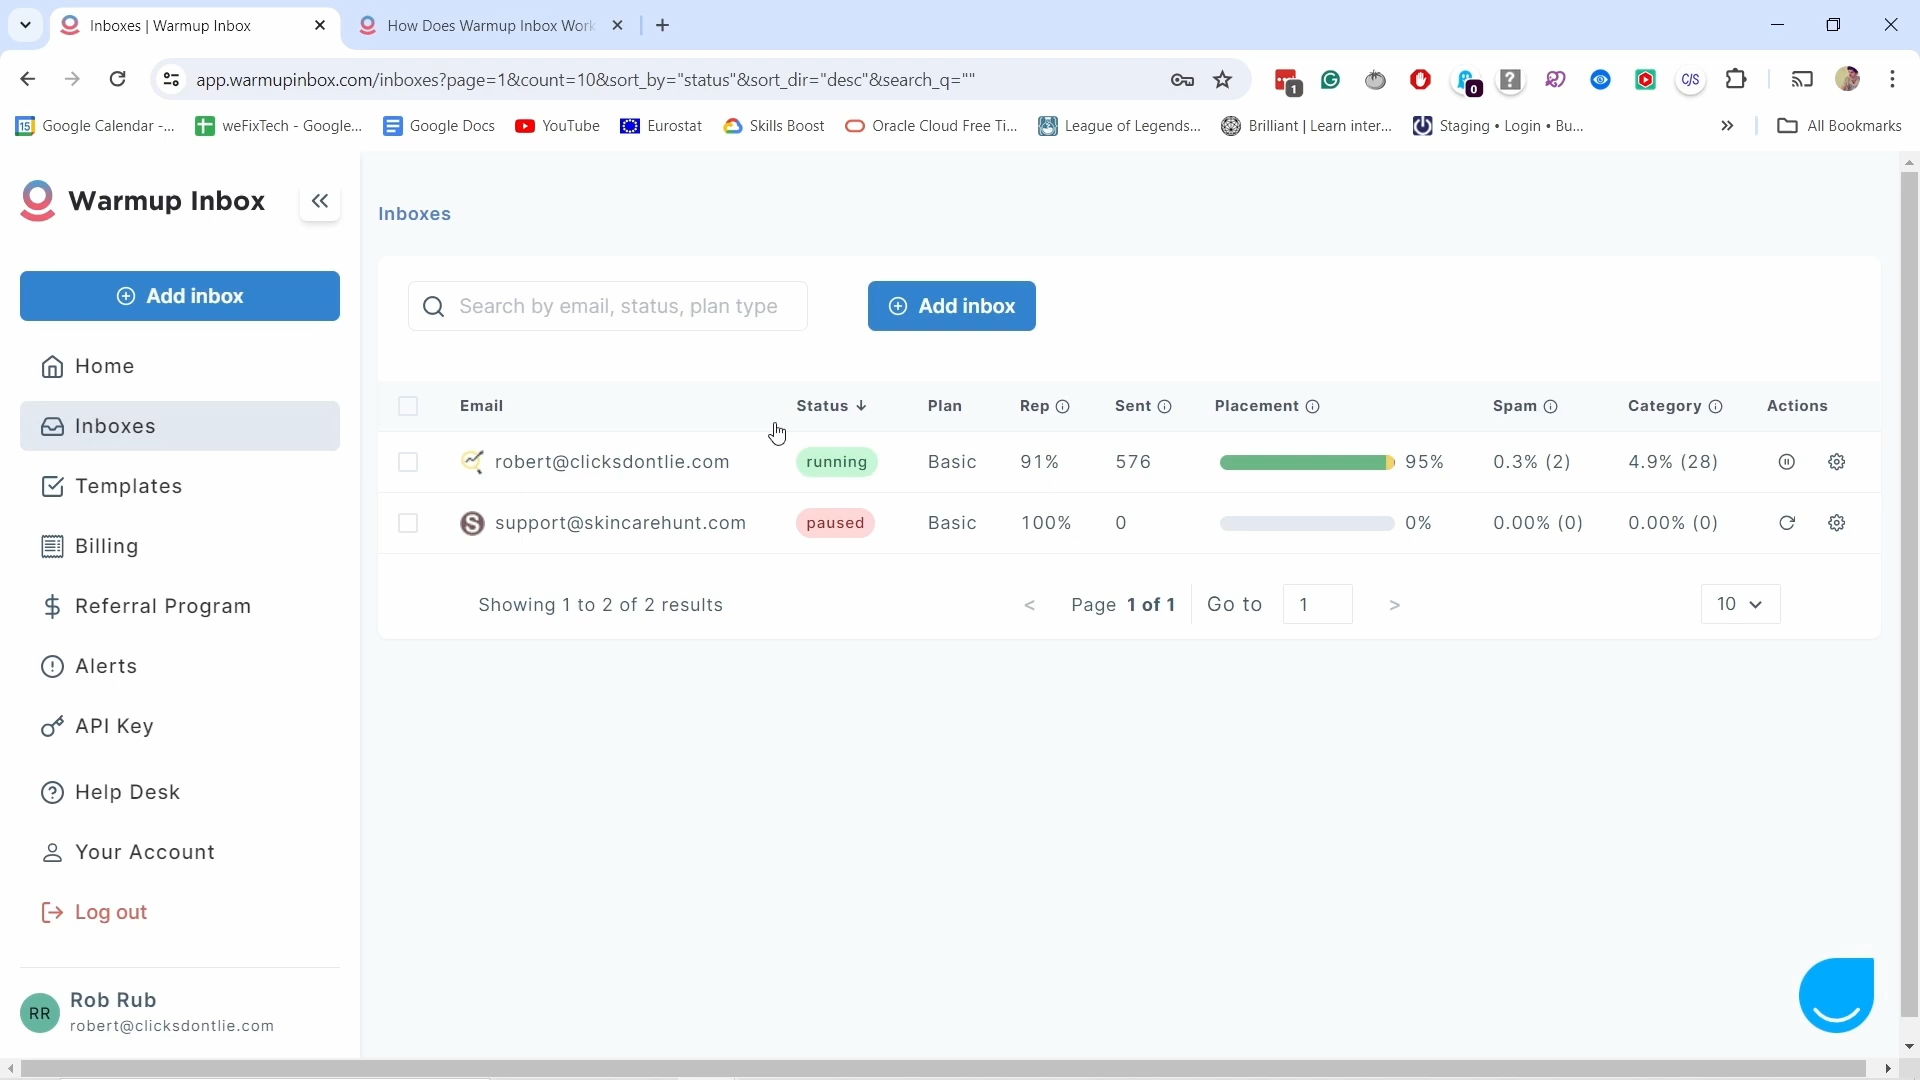 Inboxes | Warmup Inbox
How Does Warmup Inbox Work
app.warmupinbox.com/inboxes?page=1&count=10&sort_by="status"&sort_dir="desc"&search_q=""
1
0
?
C/S
15 Google Calendar -...
weFixTech - Google...
Google Docs
YouTube
Eurostat
Skills Boost
Oracle Cloud Free Ti...
League of Legends...
Brilliant | Learn inter...
Staging • Login • Bu...
All Bookmarks
Warmup Inbox
Add inbox
Home
Inboxes
Templates
Billing
Referral Program
Alerts
API Key
Help Desk
Your Account
Log out
RR
Rob Rub
robert@clicksdontlie.com
Inboxes
Search by email, status, plan type
Add inbox
Email Status Plan Rep Sent Placement Spam Category Actions
robert@clicksdontlie.com running Basic 91% 576 95% 0.3% (2) 4.9% (28)
S support@skincarehunt.com paused Basic 100% 0 0% 0.00% (0) 0.00% (0)
Showing 1 to 2 of 2 results < Page 1 of 1 Go to 1 > 10